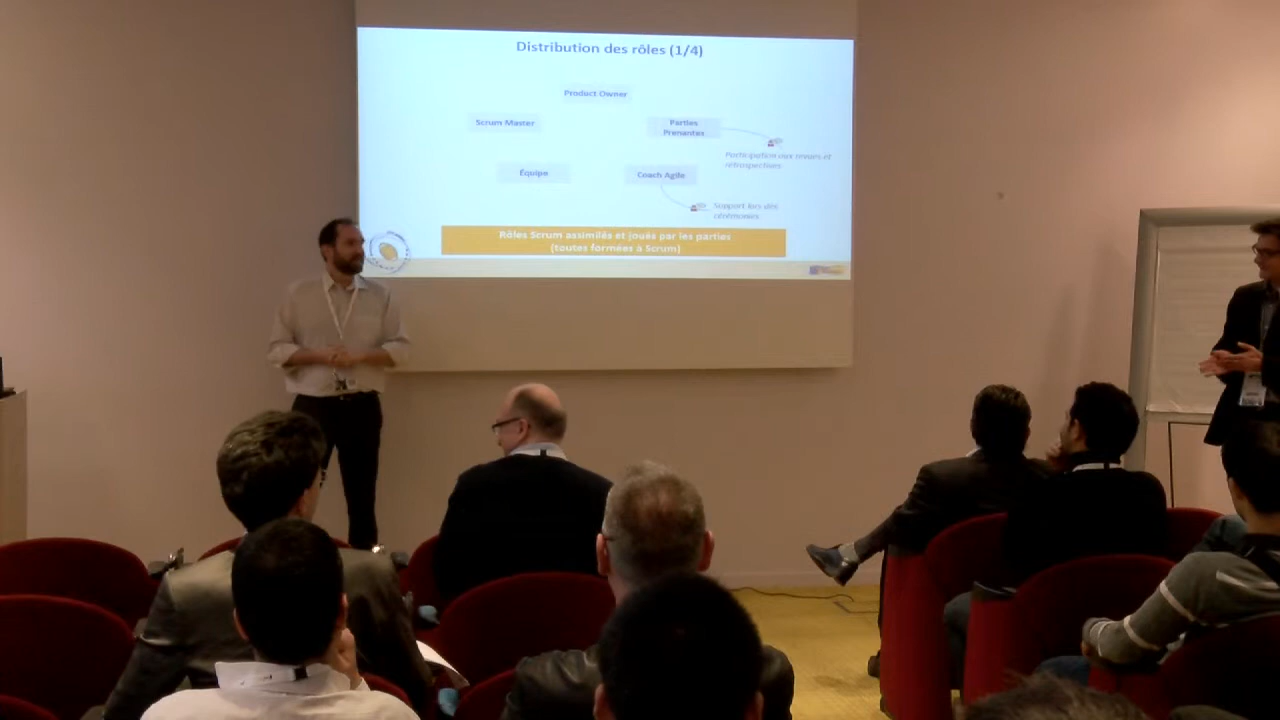 Distribution des rôles (1/4)
Product Owner
Scrum Master
Parties
Prenantes
Participation aux revues et
rétrospectives
Équipe
Coach Agile
Support lors des
cérémonies
Rôles Scrum assimilés et joués par les parties
(toutes formées à Scrum)